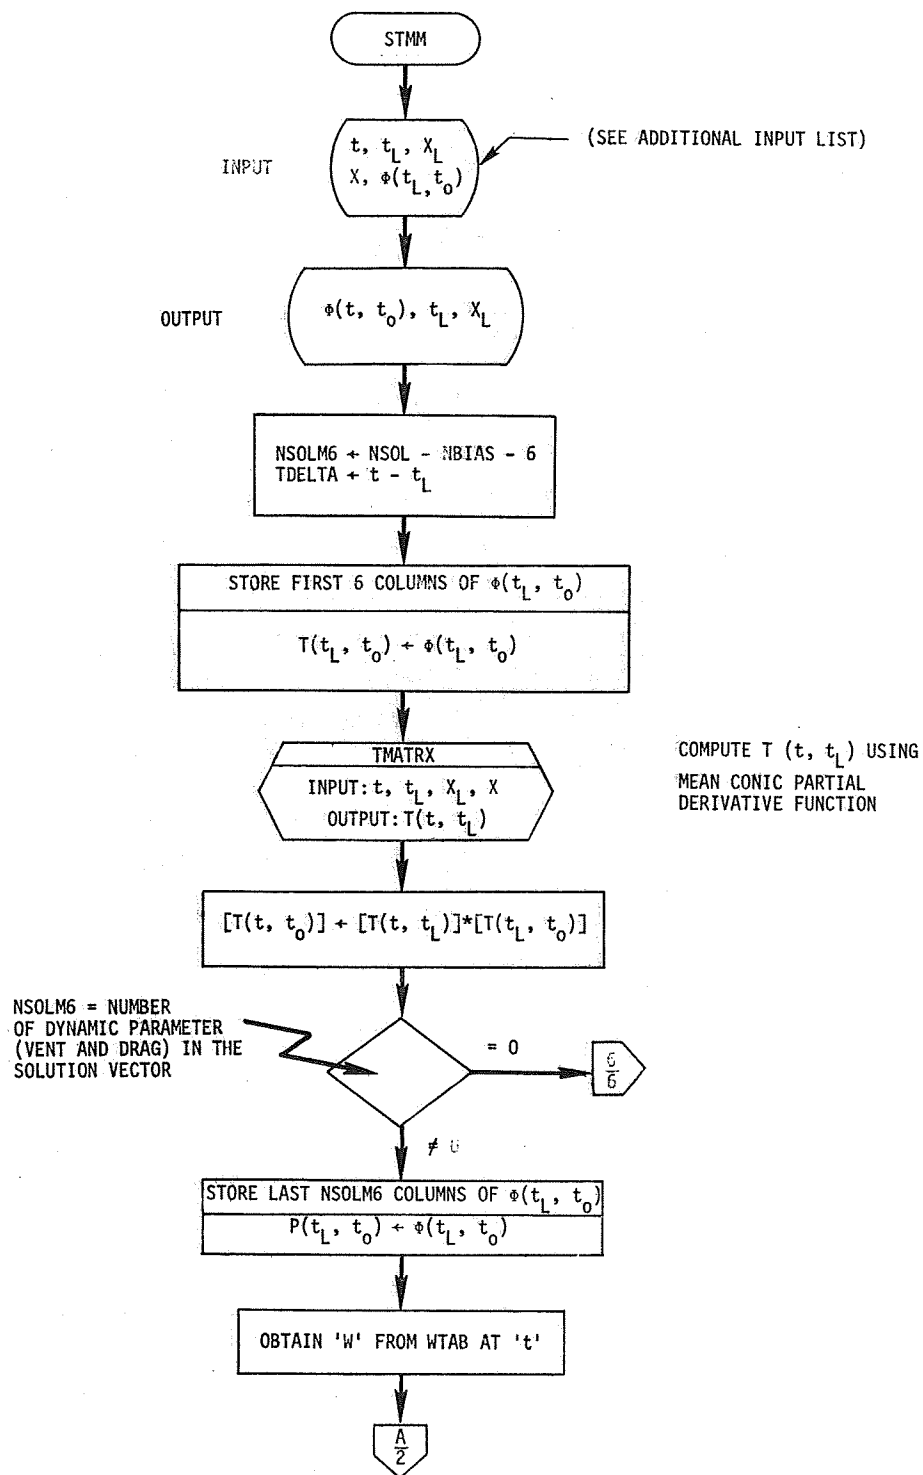 STMM
INPUT
t, t_L, X_L
X, Φ(t_L, t_o)
(SEE ADDITIONAL INPUT LIST)
OUTPUT
Φ(t, t_o), t_L, X_L
NSOLM6 ← NSOL - NBIAS - 6
TDELTA ← t - t_L
STORE FIRST 6 COLUMNS OF Φ(t_L, t_o)
T(t_L, t_o) ← Φ(t_L, t_o)
TMATRX
INPUT: t, t_L, X_L, X
OUTPUT: T(t, t_L)
COMPUTE T (t, t_L) USING
MEAN CONIC PARTIAL
DERIVATIVE FUNCTION
[T(t, t_o)] ← [T(t, t_L)]*[T(t_L, t_o)]
NSOLM6 = NUMBER
OF DYNAMIC PARAMETER
(VENT AND DRAG) IN THE
SOLUTION VECTOR
= 0
6
6
≠ 0
STORE LAST NSOLM6 COLUMNS OF Φ(t_L, t_o)
P(t_L, t_o) ← Φ(t_L, t_o)
OBTAIN 'W' FROM WTAB AT 't'
A
2